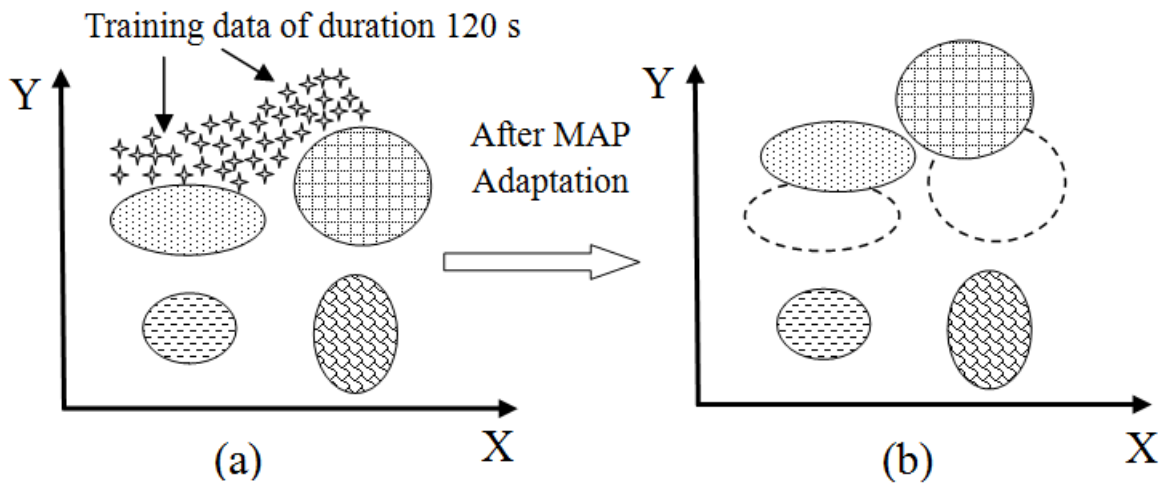 Training data of duration 120 s
Y
Y
After MAP
Adaptation
X
X
(a)
(b)